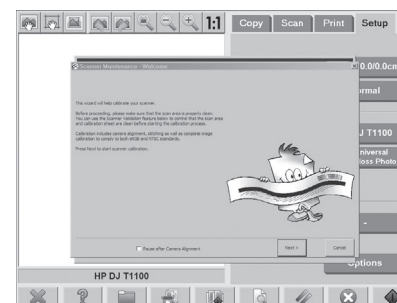 1:1
Copy Scan Print Setup
Scanner Maintenance - Welcome
0.0/0.0cm
This wizard will help calibrate your scanner.
rmal
Before proceeding, please make sure that the scan area is properly clean.
You can use the Scanner Validation feature below to confirm that the scan area
and calibration sheet are clean before starting the calibration process.
J T1100
Calibration includes camera alignment, stitching as well as complete image
calibration to comply to both sRGB and NTSC standards.
niversal
loss Photo
Press Next to start scanner calibration.
Pause after Camera Alignment
Next >
Cancel
ptions
HP DJ T1100